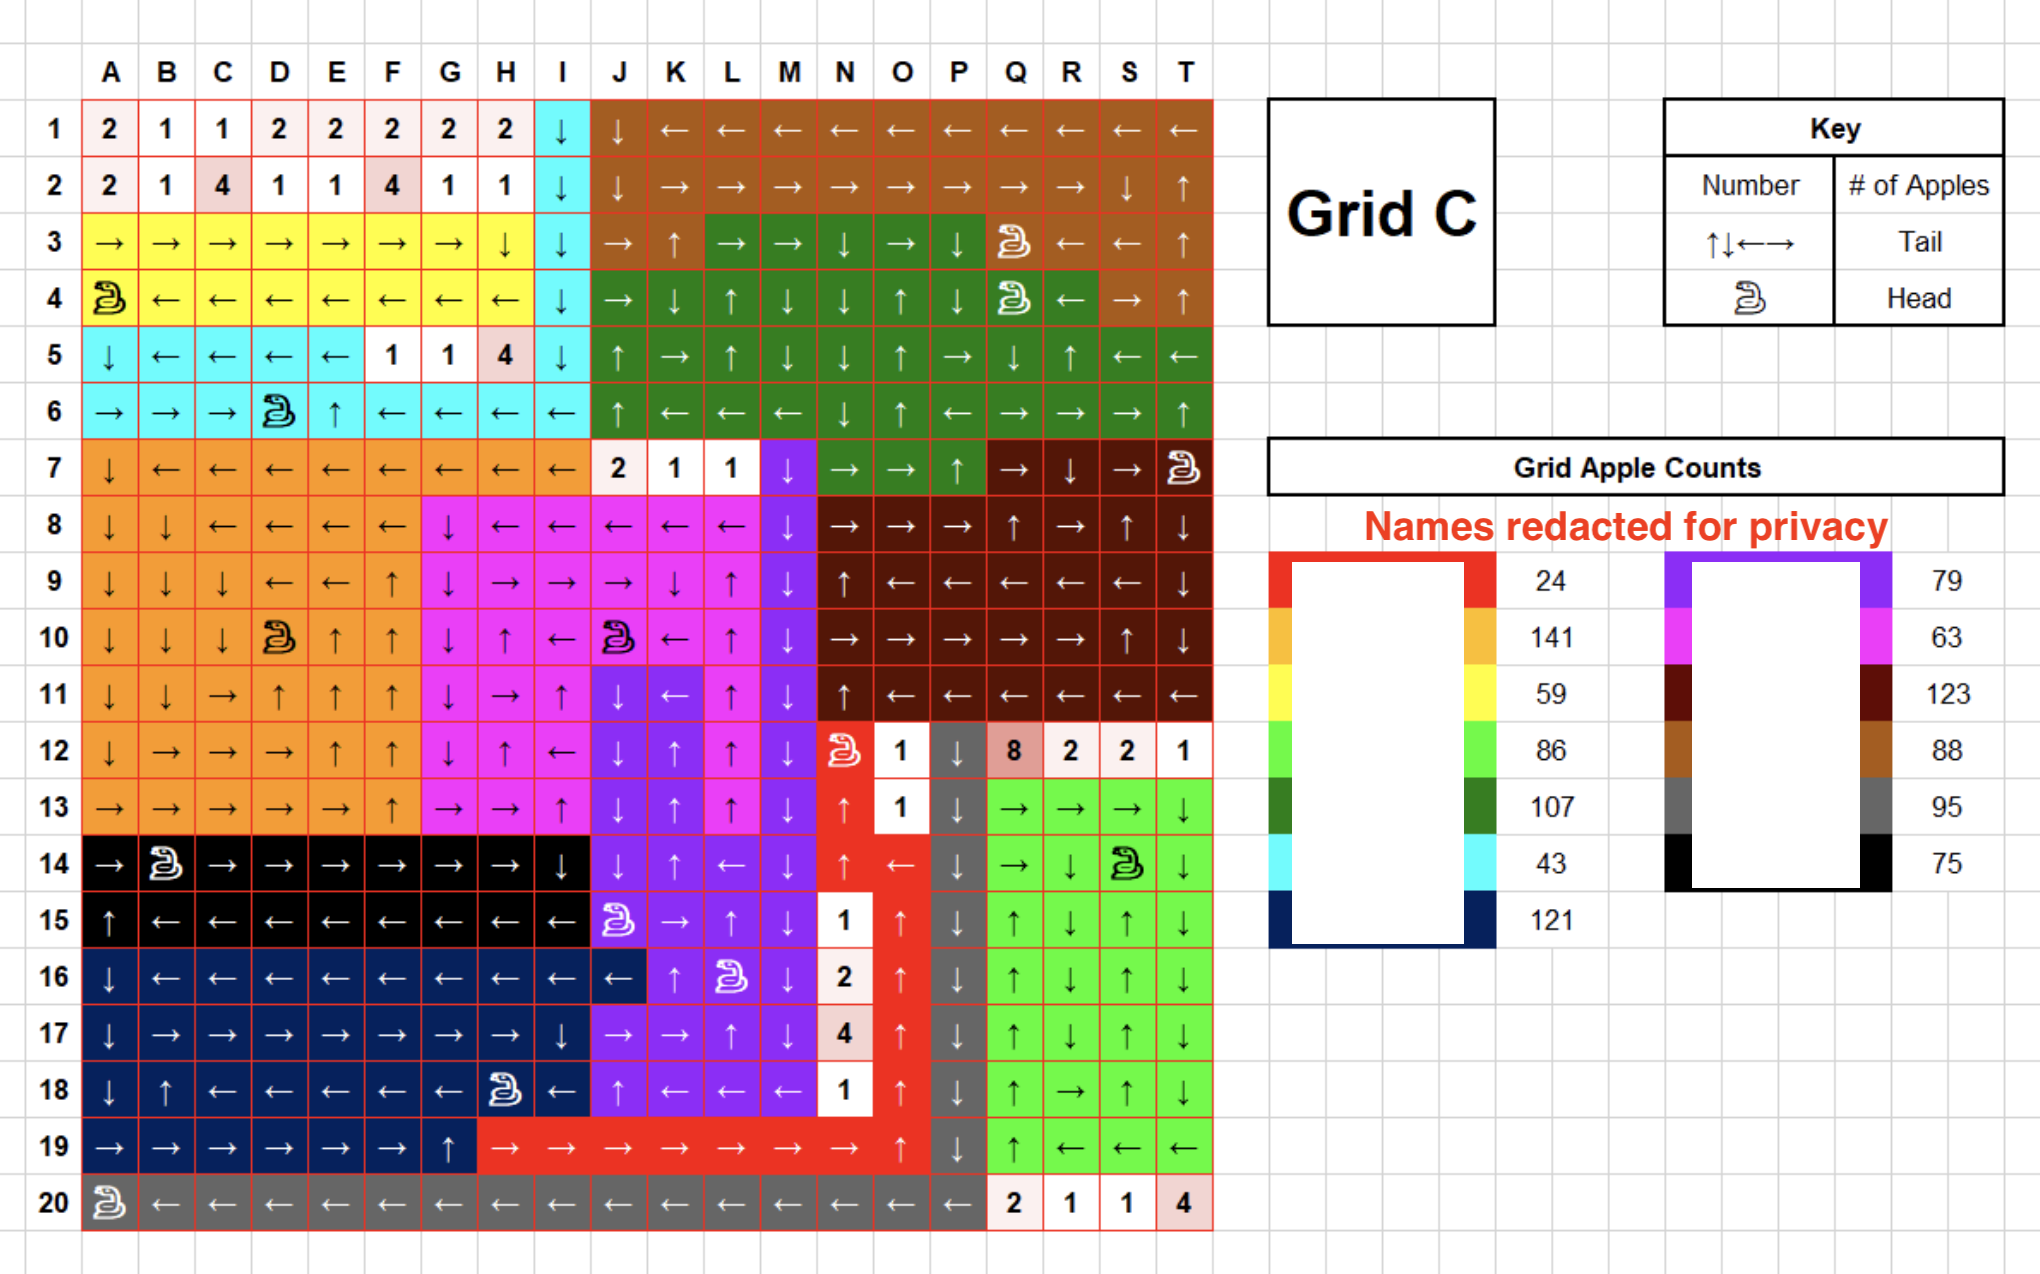 A B C D E F G H I J K L M N O P Q R S T
1 2 1 1 2 2 2 2 2 ↓ ↓ ← ← ← ← ← ← ← ← ← ←
2 2 1 4 1 1 4 1 1 ↓ ↓ → → → → → → → → ↓ ↑
3 → → → → → → → ↓ ↓ → ↑ → → ↓ → ↓ ← ← ↑
4 ← ← ← ← ← ← ← ↓ → ↓ ↑ ↓ ↓ ↑ ↓ ← → ↑
5 ↓ ← ← ← ← 1 1 4 ↓ ↑ → ↑ ↓ ↓ ↑ → ↓ ↑ ← ←
6 → → → ↑ ← ← ← ← ↑ ← ← ← ↓ ↑ ← → → → ↑
7 ↓ ← ← ← ← ← ← ← ← 2 1 1 ↓ → → ↑ → ↓ →
8 ↓ ↓ ← ← ← ← ↓ ← ← ← ← ← ↓ → → → ↑ → ↑ ↓
9 ↓ ↓ ↓ ← ← ↑ ↓ → → → ↓ ↑ ↓ ↑ ← ← ← ← ← ↓
10 ↓ ↓ ↓ ↑ ↑ ↓ ↑ ← ← ↑ ↓ → → → → → ↑ ↓
11 ↓ ↓ → ↑ ↑ ↑ ↓ → ↑ ↓ ← ↑ ↓ ↑ ← ← ← ← ← ←
12 ↓ → → → ↑ ↑ ↓ ↑ ← ↓ ↑ ↑ ↓ 1 ↓ 8 2 2 1
13 → → → → → ↑ → → ↑ ↓ ↑ ↑ ↓ ↑ 1 ↓ → → → ↓
14 → → → → → → → ↓ ↓ ↑ ← ↓ ↑ ← ↓ → ↓ ↓
15 ↑ ← ← ← ← ← ← ← ← → ↑ ↓ 1 ↑ ↓ ↑ ↓ ↑ ↓
16 ↓ ← ← ← ← ← ← ← ← ← ↑ ↓ 2 ↑ ↓ ↑ ↓ ↑ ↓
17 ↓ → → → → → → → ↓ → → ↑ ↓ 4 ↑ ↓ ↑ ↓ ↑ ↓
18 ↓ ↑ ← ← ← ← ← ← ↑ ← ← ← 1 ↑ ↓ ↑ → ↑ ↓
19 → → → → → → ↑ → → → → → → → ↑ ↓ ↑ ← ← ←
20 ← ← ← ← ← ← ← ← ← ← ← ← ← ← ← 2 1 1 4
Grid C
Key
Number # of Apples
↑↓←→ Tail
Head
Grid Apple Counts
Names redacted for privacy
24 79
141 63
59 123
86 88
107 95
43 75
121